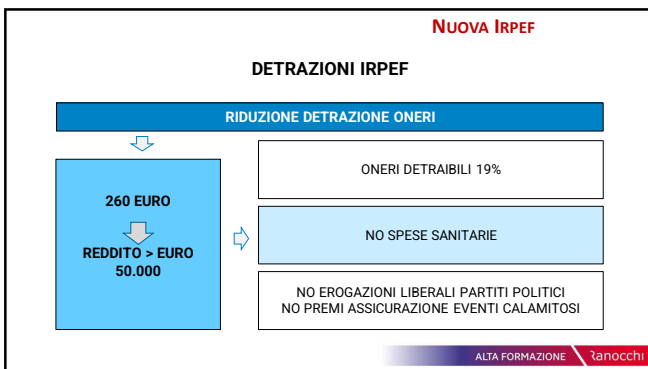 NUOVA IRPEF
DETRAZIONI IRPEF
RIDUZIONE DETRAZIONE ONERI
260 EURO
REDDITO > EURO
50.000
ONERI DETRAIBILI 19%
NO SPESE SANITARIE
NO EROGAZIONI LIBERALI PARTITI POLITICI
NO PREMI ASSICURAZIONE EVENTI CALAMITOSI
ALTA FORMAZIONE Ranocchi